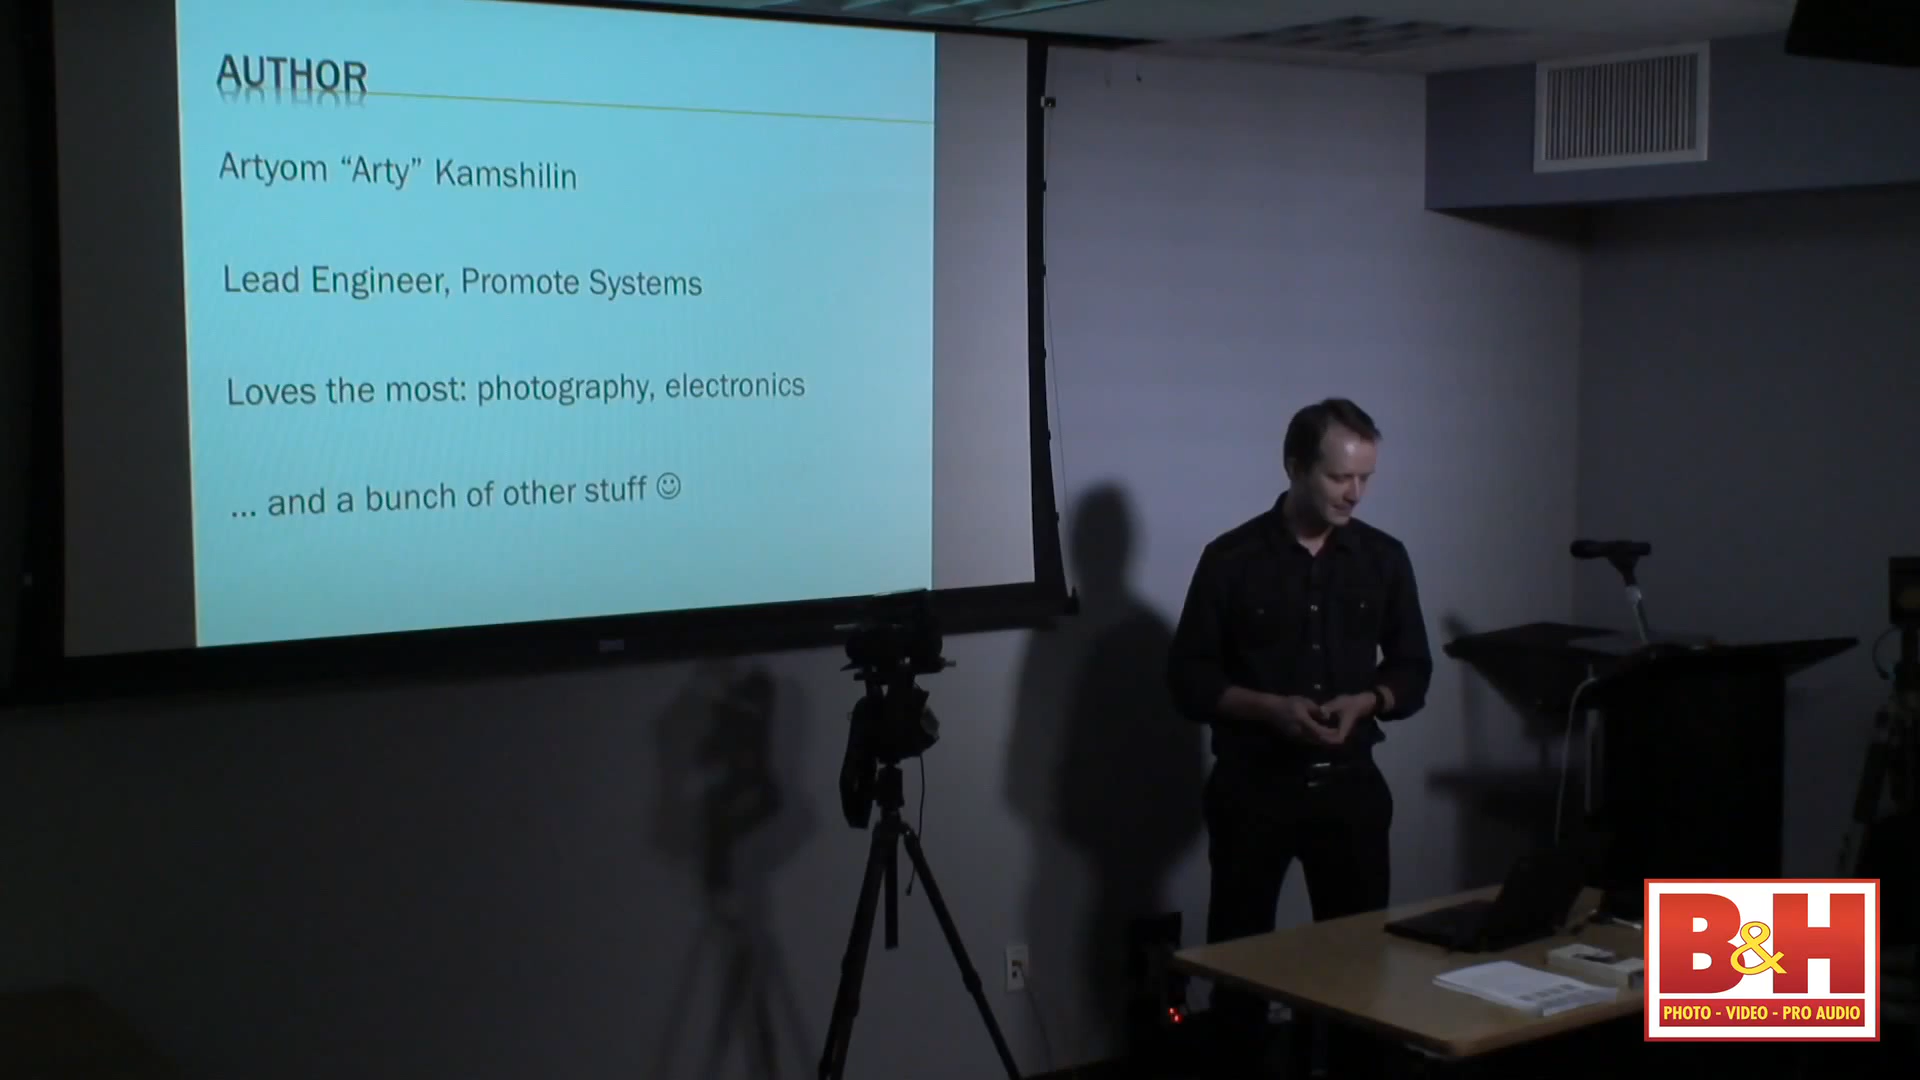 AUTHOR
Artyom “Arty” Kamshilin
Lead Engineer, Promote Systems
Loves the most: photography, electronics
... and a bunch of other stuff ☺
B&H
PHOTO - VIDEO - PRO AUDIO